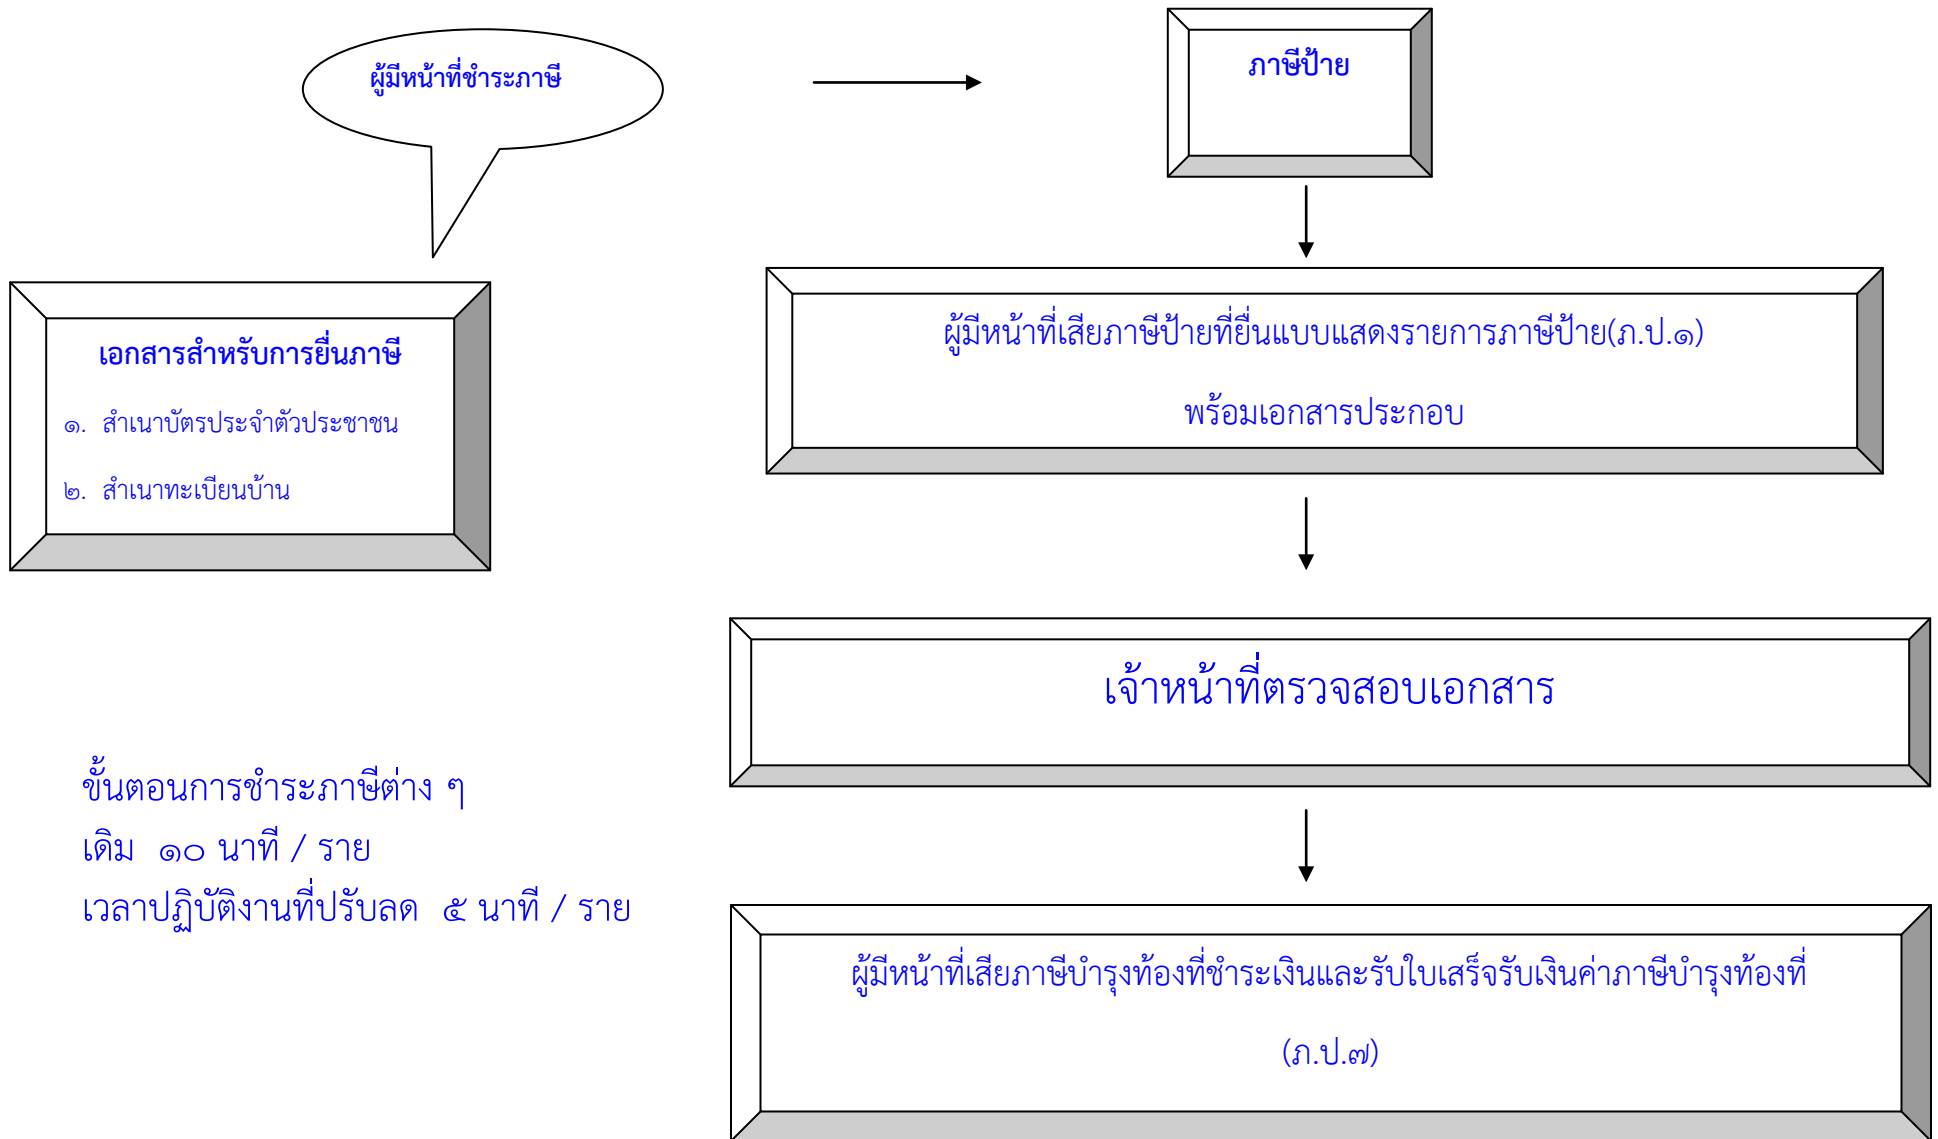 ผู้มีหน้าที่ชำระภาษี
ภาษีป้าย
เอกสารสำหรับการยื่นภาษี
๑. สำเนาบัตรประจำตัวประชาชน
๒. สำเนาทะเบียนบ้าน
ผู้มีหน้าที่เสียภาษีป้ายที่ยื่นแบบแสดงรายการภาษีป้าย(ภ.ป.๑)
พร้อมเอกสารประกอบ
เจ้าหน้าที่ตรวจสอบเอกสาร
ขั้นตอนการชำระภาษีต่าง ๆ
เดิม ๑๐ นาที / ราย
เวลาปฏิบัติงานที่ปรับลด ๕ นาที / ราย
ผู้มีหน้าที่เสียภาษีบำรุงท้องที่ชำระเงินและรับใบเสร็จรับเงินค่าภาษีบำรุงท้องที่
(ภ.ป.๗)